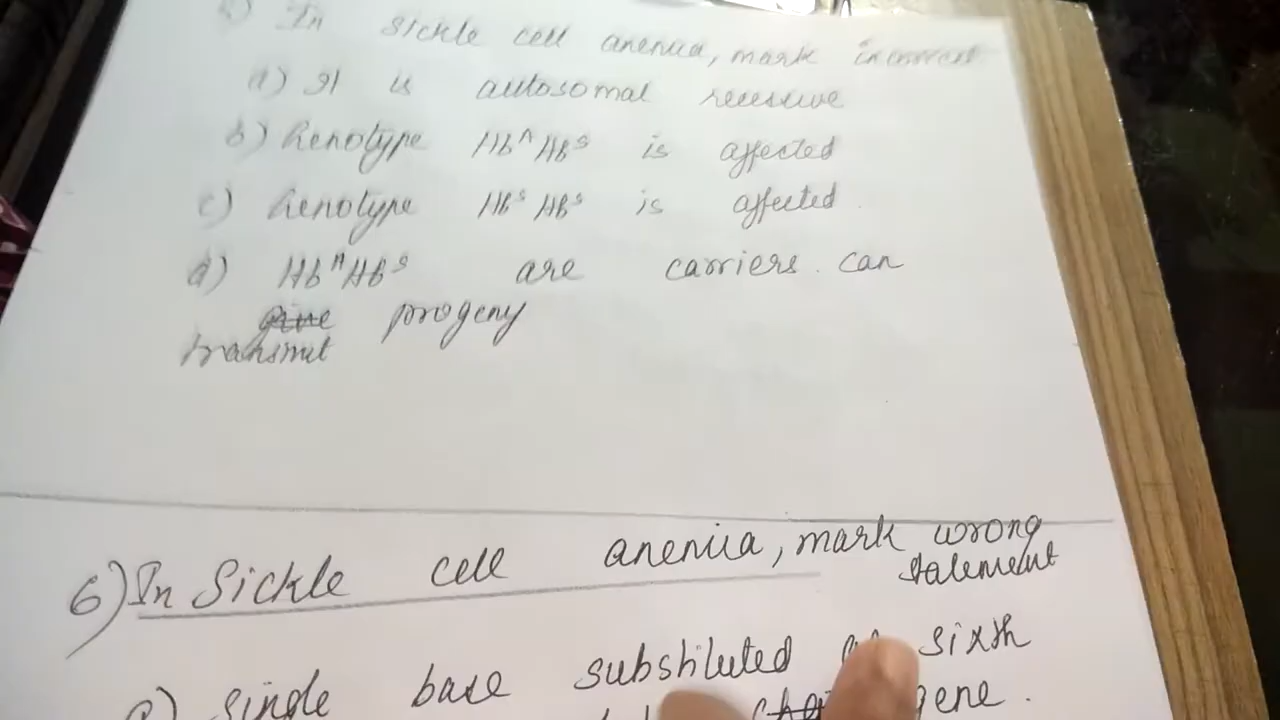 In sickle cell anemia, mark incorrect
a) It is autosomal recessive
b) Genotype Hbᴬ Hbˢ is affected
c) Genotype Hbˢ Hbˢ is affected.
d) Hbᴬ Hbˢ are carriers. can
give progeny
transmit
6) In Sickle cell anemia, mark wrong
statement
a) Single base substituted at sixth
gene.